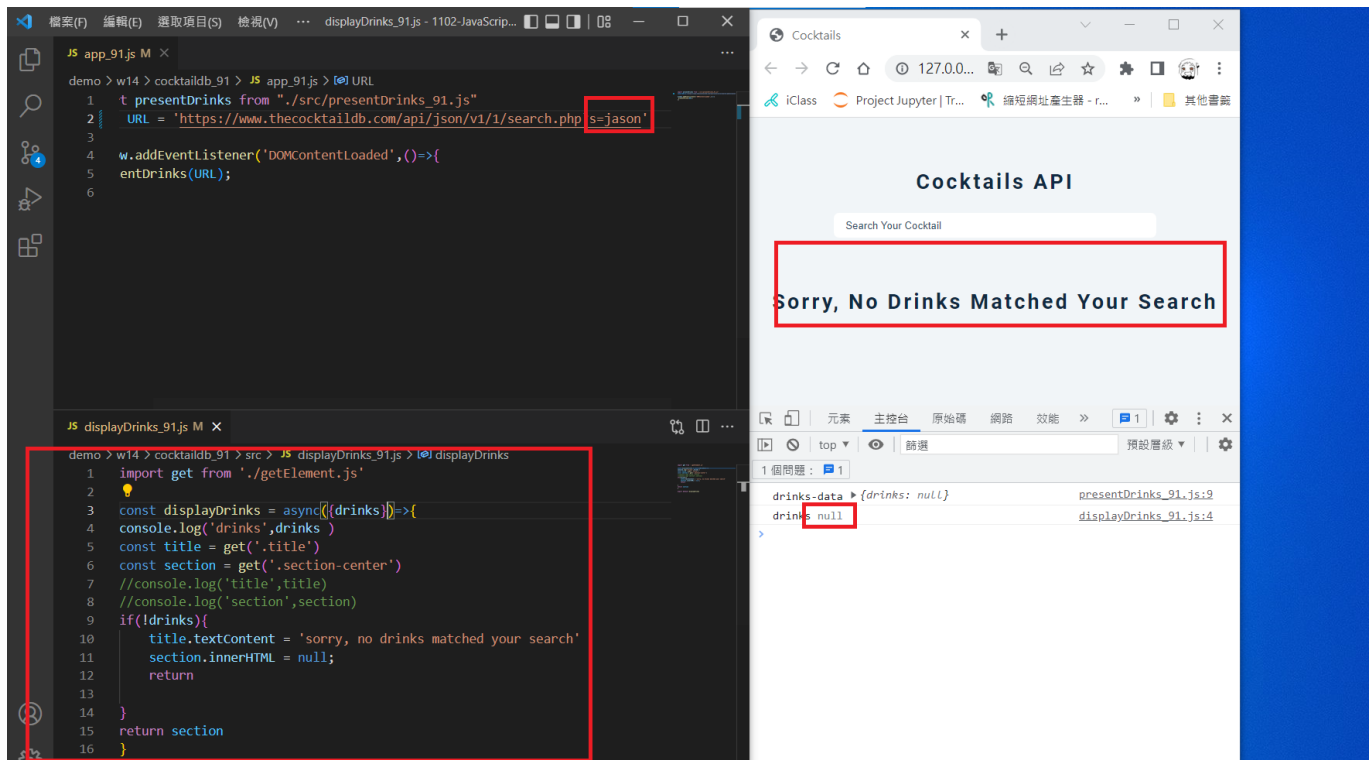 檔案(F) 編輯(E) 選取項目(S) 檢視(V) ··· displayDrinks_91.js - 1102-JavaScrip...
JS app_91.js M
demo > w14 > cocktaildb_91 > JS app_91.js > URL
1 t presentDrinks from "./src/presentDrinks_91.js"
2 URL = 'https://www.thecocktaildb.com/api/json/v1/1/search.php s=jason'
3
4 w.addEventListener('DOMContentLoaded',()=>{
5 entDrinks(URL);
6
4
JS displayDrinks_91.js M
demo > w14 > cocktaildb_91 > src > JS displayDrinks_91.js > displayDrinks
1 import get from './getElement.js'
2
3 const displayDrinks = async({drinks})=>{
4 console.log('drinks',drinks )
5 const title = get('.title')
6 const section = get('.section-center')
7 //console.log('title',title)
8 //console.log('section',section)
9 if(!drinks){
10 title.textContent = 'sorry, no drinks matched your search'
11 section.innerHTML = null;
12 return
13
14 }
15 return section
16 }
Cocktails
127.0.0...
iClass Project Jupyter | Tr... 縮短網址產生器 - r... » 其他書籤
Cocktails API
Search Your Cocktail
Sorry, No Drinks Matched Your Search
元素 主控台 原始碼 網路 效能 » 1
top ▼ 篩選 預設層級 ▼
1 個問題： 1
drinks-data ▶ {drinks: null} presentDrinks_91.js:9
drinks null displayDrinks_91.js:4